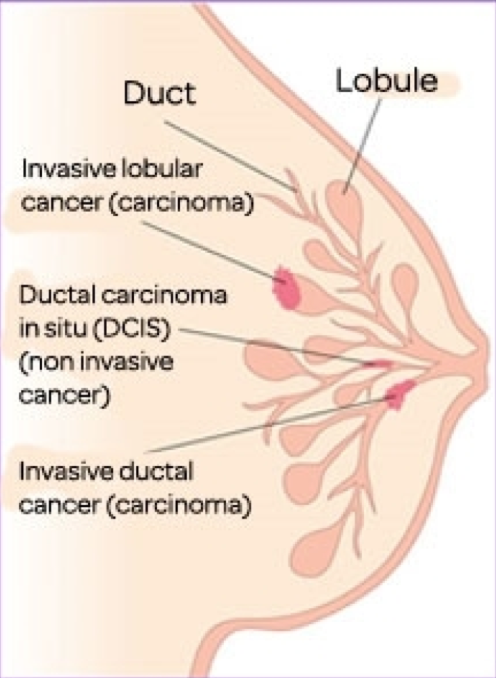 Duct
Lobule
Invasive lobular
cancer (carcinoma)
Ductal carcinoma
in situ (DCIS)
(non invasive
cancer)
Invasive ductal
cancer (carcinoma)